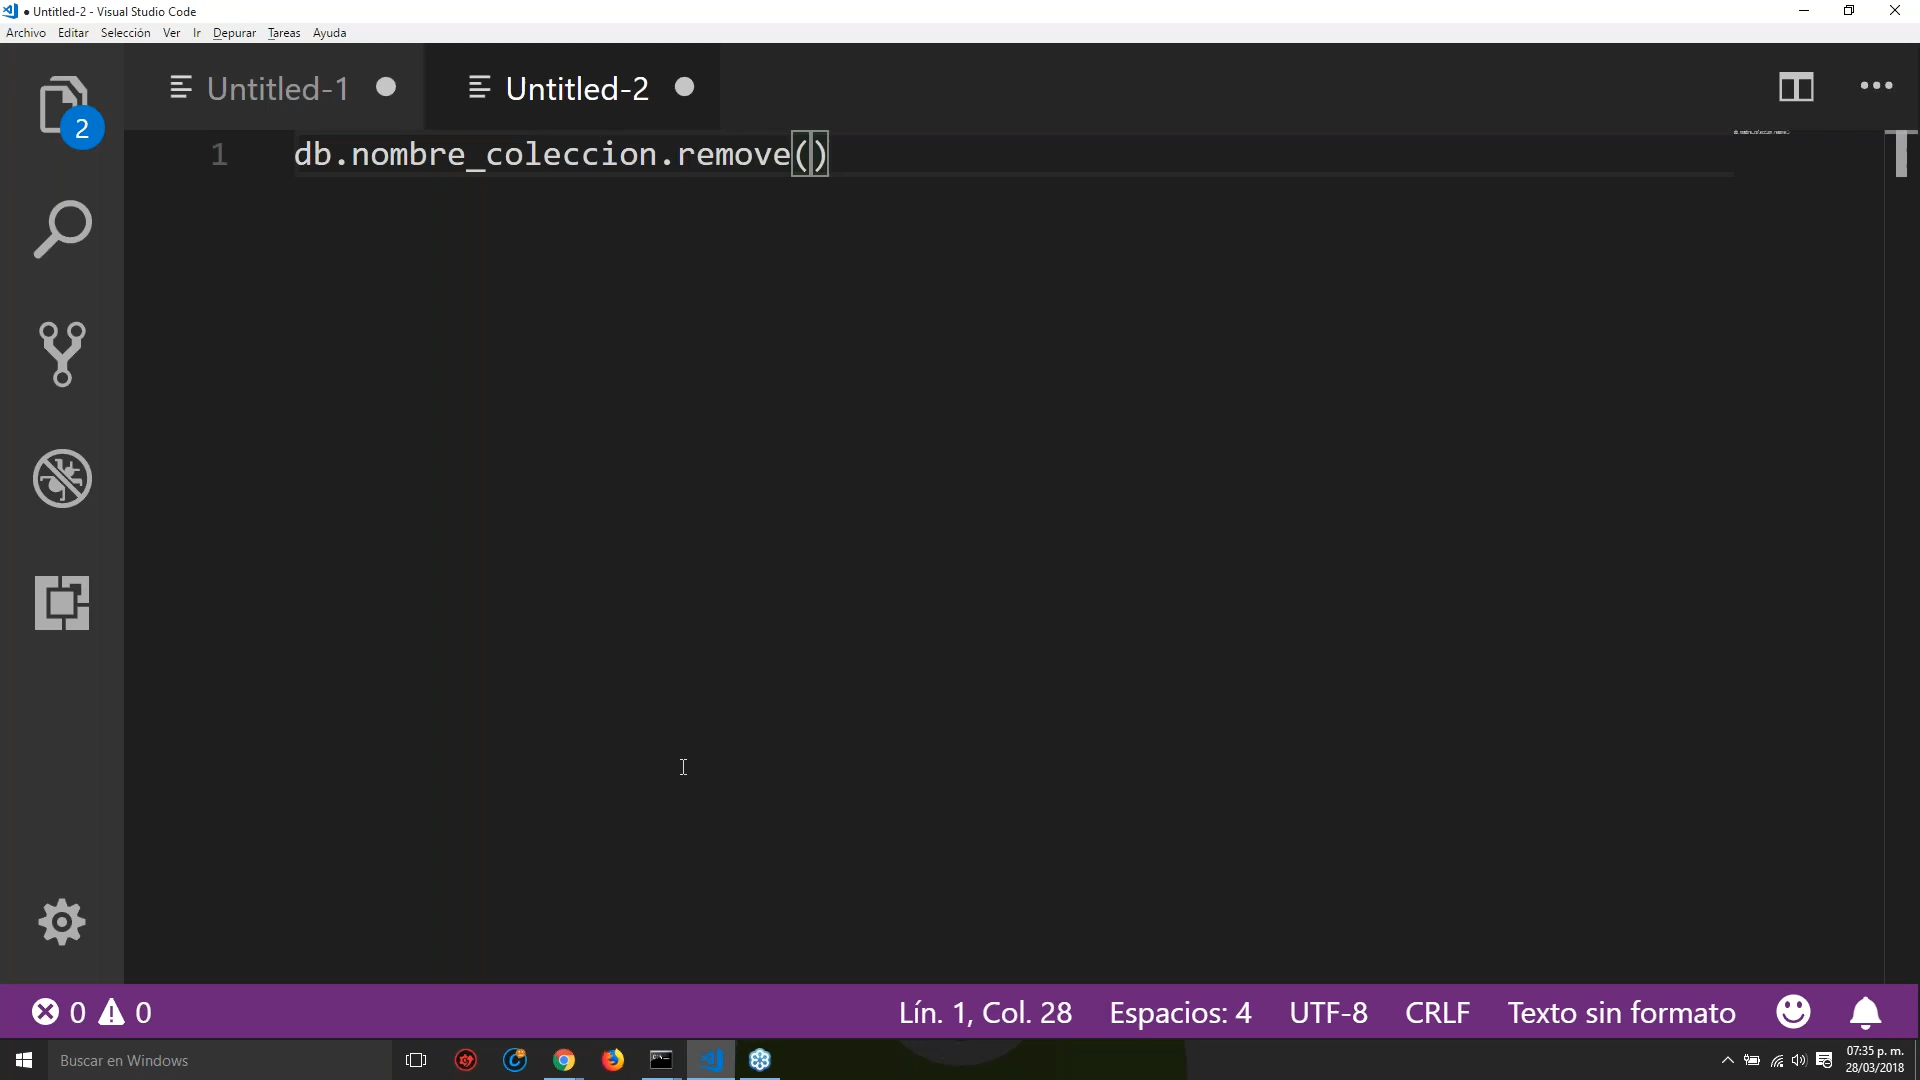 ● Untitled-2 - Visual Studio Code
Archivo Editar Selección Ver Ir Depurar Tareas Ayuda
Untitled-1 Untitled-2
2
1 db.nombre_coleccion.remove()
0 0 Lín. 1, Col. 28 Espacios: 4 UTF-8 CRLF Texto sin formato
Buscar en Windows
07:35 p. m.
28/03/2018